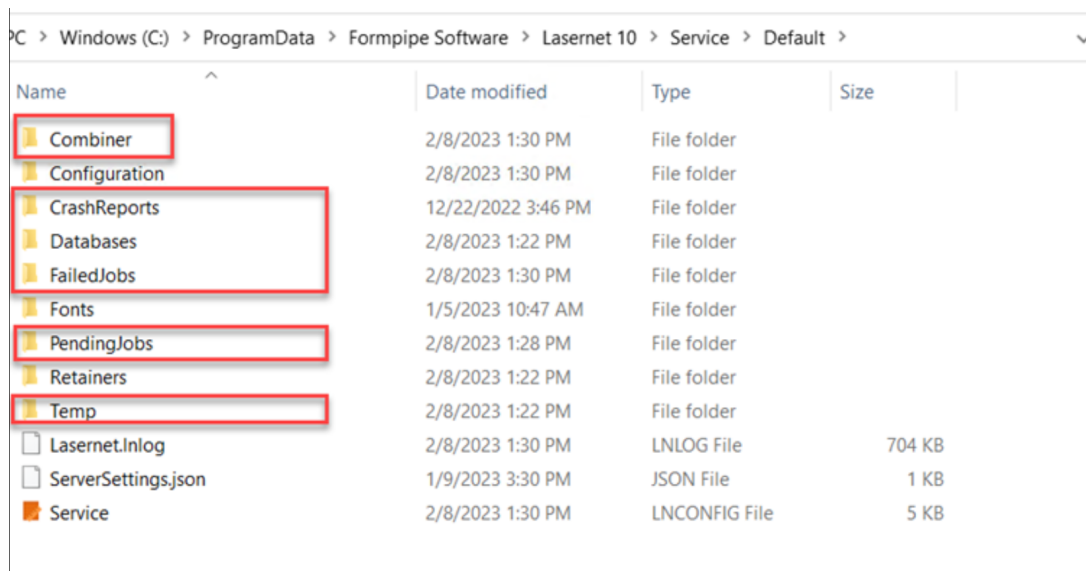 PC > Windows (C:) > ProgramData > Formpipe Software > Lasernet 10 > Service > Default >
Name Date modified Type Size
Combiner 2/8/2023 1:30 PM File folder
Configuration 2/8/2023 1:30 PM File folder
CrashReports 12/22/2022 3:46 PM File folder
Databases 2/8/2023 1:22 PM File folder
FailedJobs 2/8/2023 1:30 PM File folder
Fonts 1/5/2023 10:47 AM File folder
PendingJobs 2/8/2023 1:28 PM File folder
Retainers 2/8/2023 1:22 PM File folder
Temp 2/8/2023 1:22 PM File folder
Lasernet.lnlog 2/8/2023 1:30 PM LNLOG File 704 KB
ServerSettings.json 1/9/2023 3:30 PM JSON File 1 KB
Service 2/8/2023 1:30 PM LNCONFIG File 5 KB